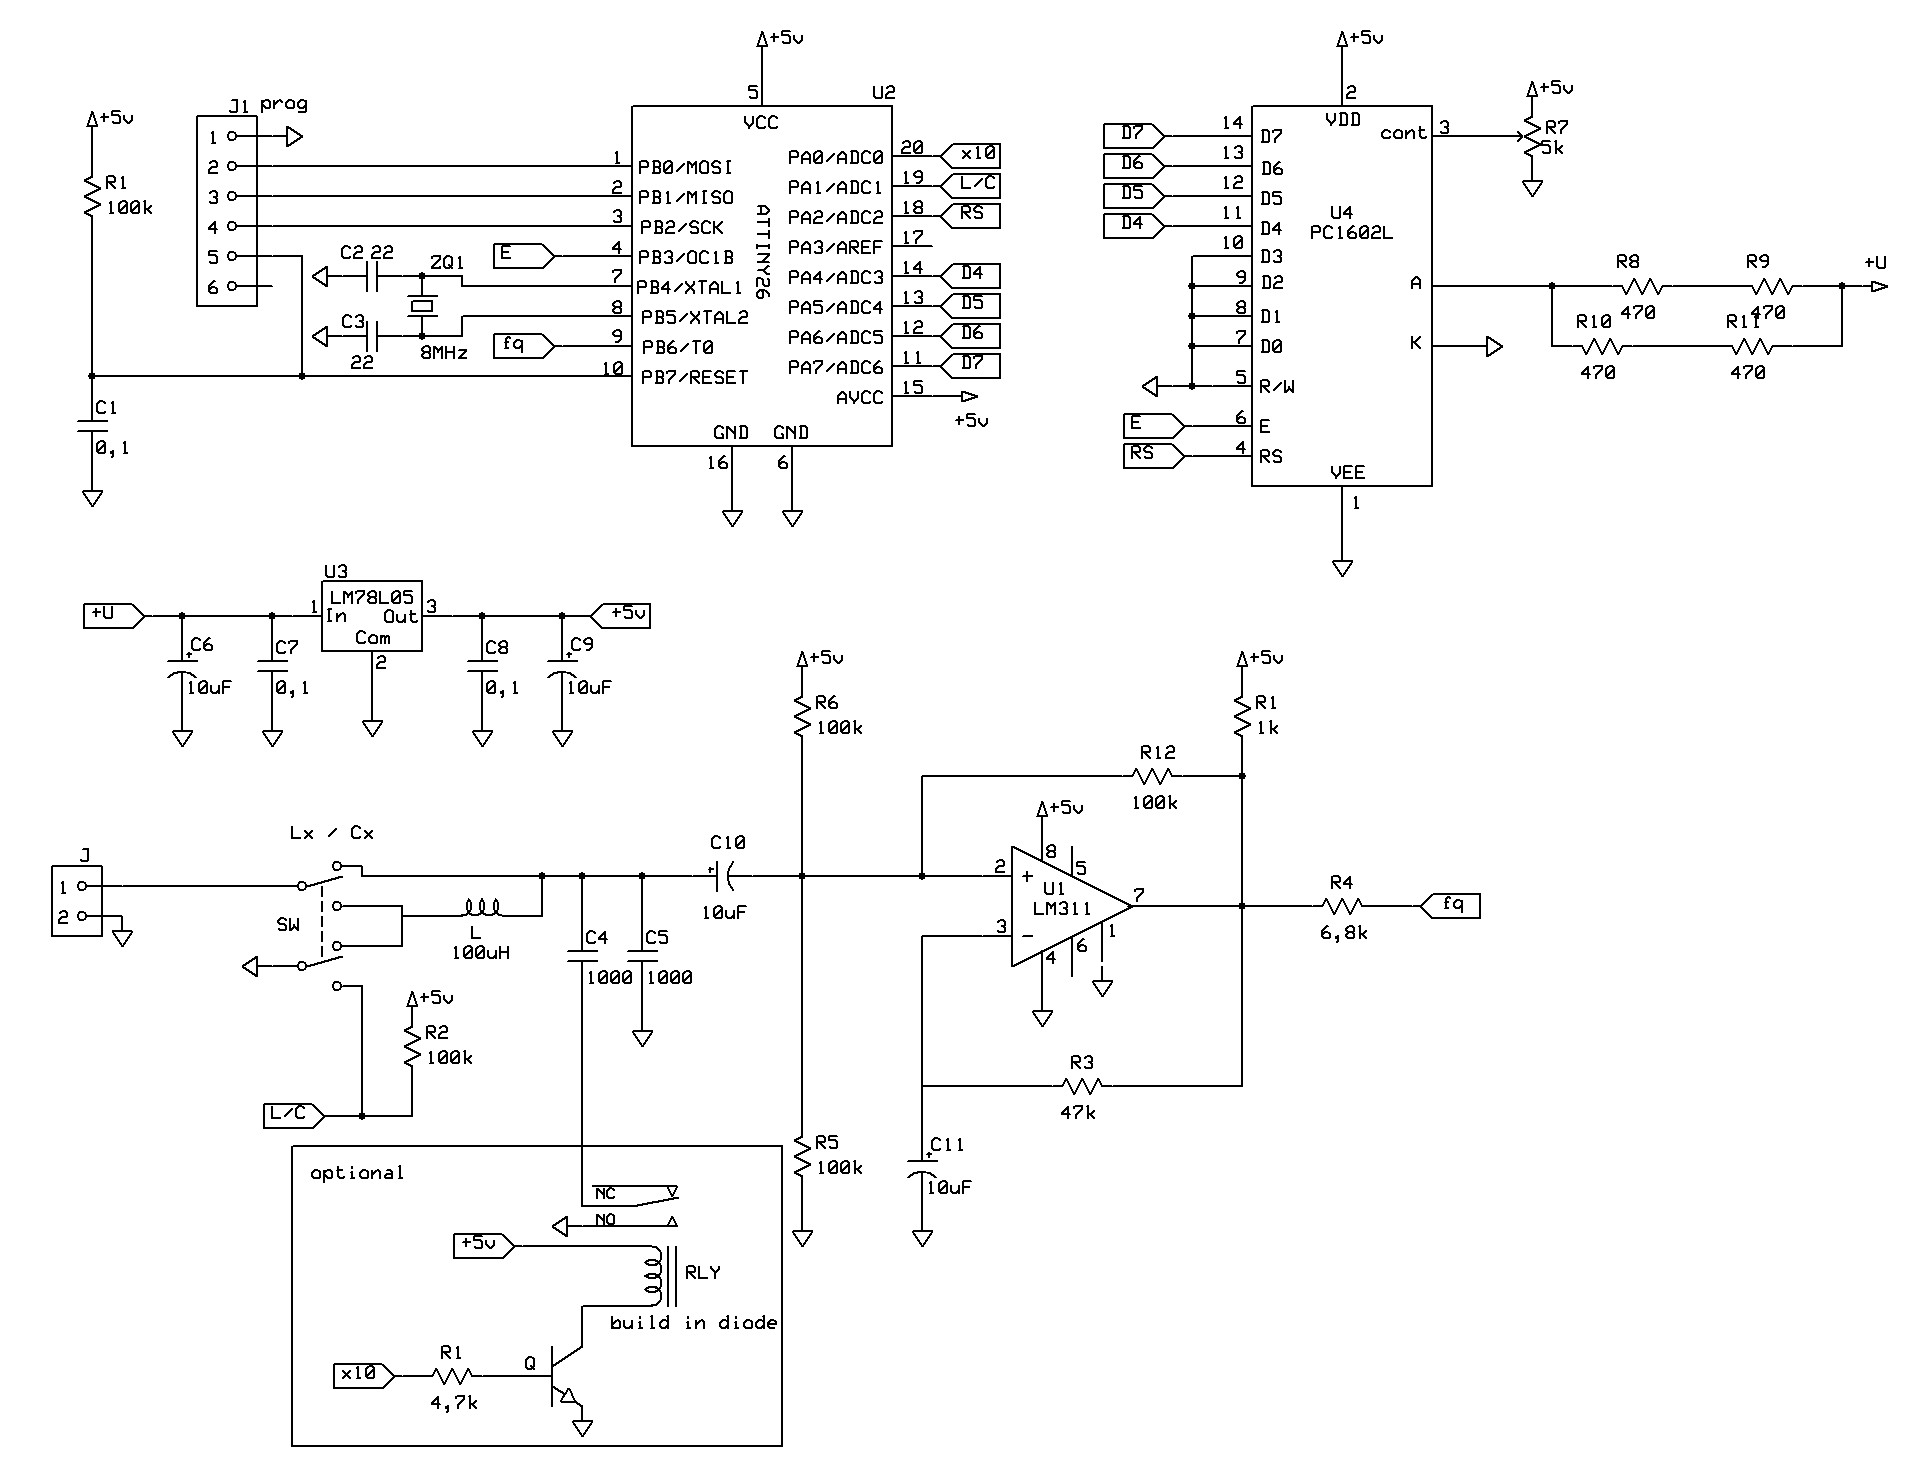 +5v
R1
100k
C1
0,1
J1 prog
1
2
3
4
5
6
C2 22
ZQ1
C3
22
8MHz
E
fq
+5v
5
U2
VCC
ATTINY26
1 PB0/MOSI
2 PB1/MISO
3 PB2/SCK
4 PB3/OC1B
7 PB4/XTAL1
8 PB5/XTAL2
9 PB6/T0
10 PB7/RESET
PA0/ADC0 20 x10
PA1/ADC1 19 L/C
PA2/ADC2 18 RS
PA3/AREF 17
PA4/ADC3 14 D4
PA5/ADC4 13 D5
PA6/ADC5 12 D6
PA7/ADC6 11 D7
AVCC 15
+5v
GND GND
16 6
+5v
2
VDD
U4
PC1602L
D7 14 D7
D6 13 D6
D5 12 D5
D4 11 D4
10 D3
9 D2
8 D1
7 D0
5 R/W
E 6 E
RS 4 RS
VEE
1
cont 3
+5v
R7
5k
A
K
R8
470
R9
470
R10
470
R11
470
+U
+U
U3
LM78L05
1 In Out 3
Com
2
+5v
C6
10uF
C7
0,1
C8
0,1
C9
10uF
J
1
2
Lx / Cx
SW
L
100uH
+5v
R2
100k
L/C
C4
1000
C5
1000
C10
10uF
+5v
R6
100k
R5
100k
+5v
R1
1k
R12
100k
+5v
8
5
2 +
U1
LM311
7
3 -
4
6
1
R4
6,8k
fq
R3
47k
C11
10uF
optional
NC
NO
+5v
RLY
build in diode
x10
R1
4,7k
Q